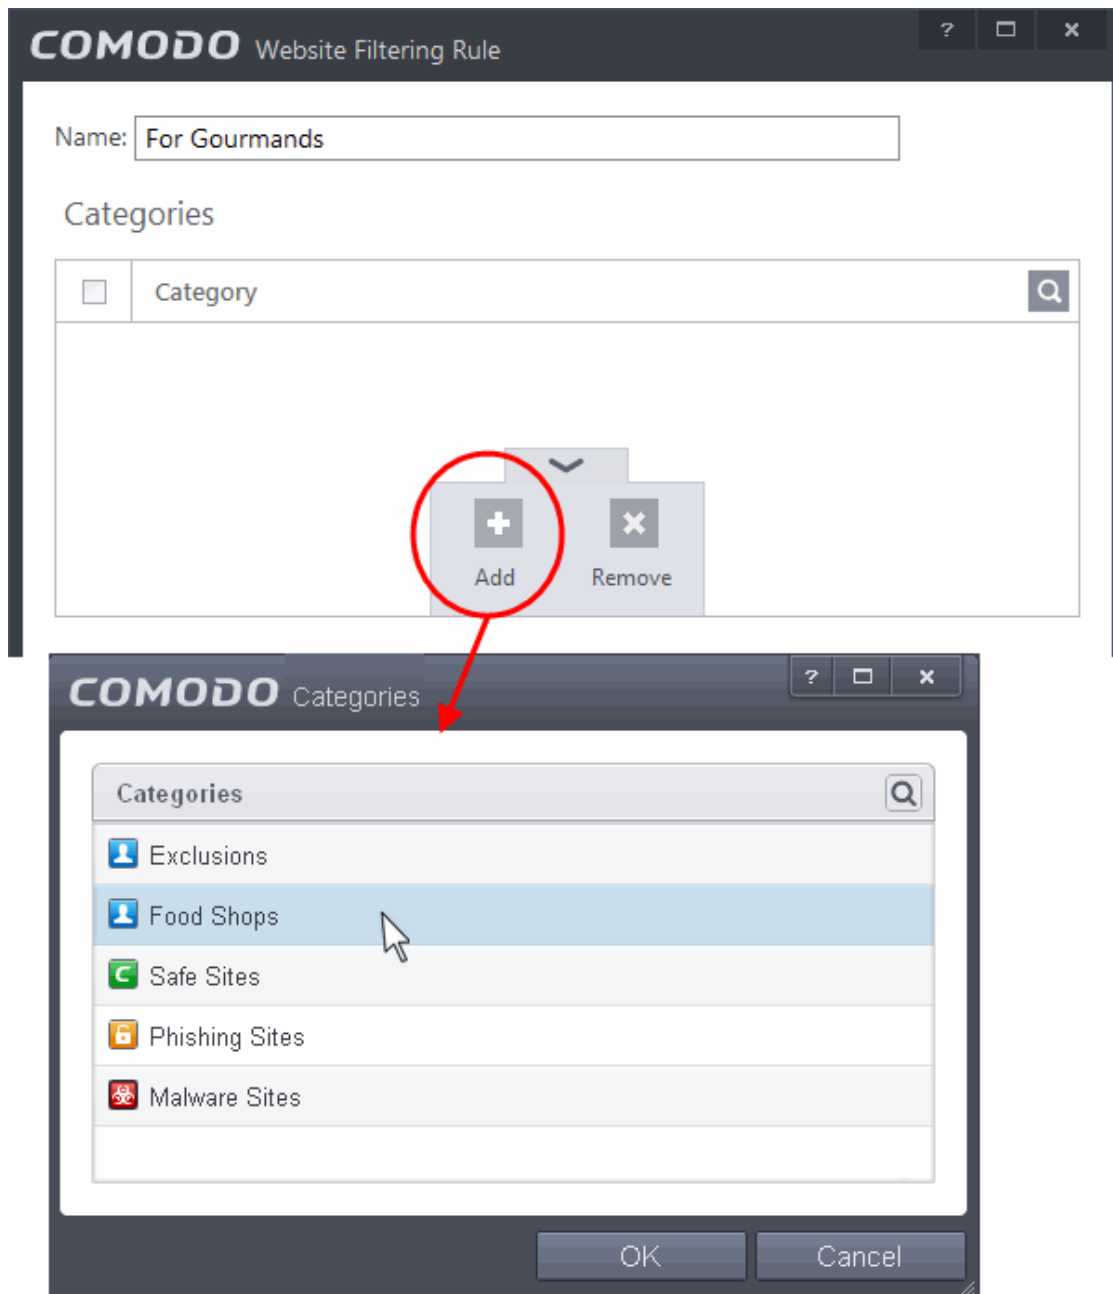 COMODO Website Filtering Rule
Name: For Gourmands
Categories
Category
Add Remove
COMODO Categories
Categories
Exclusions
Food Shops
Safe Sites
Phishing Sites
Malware Sites
OK Cancel